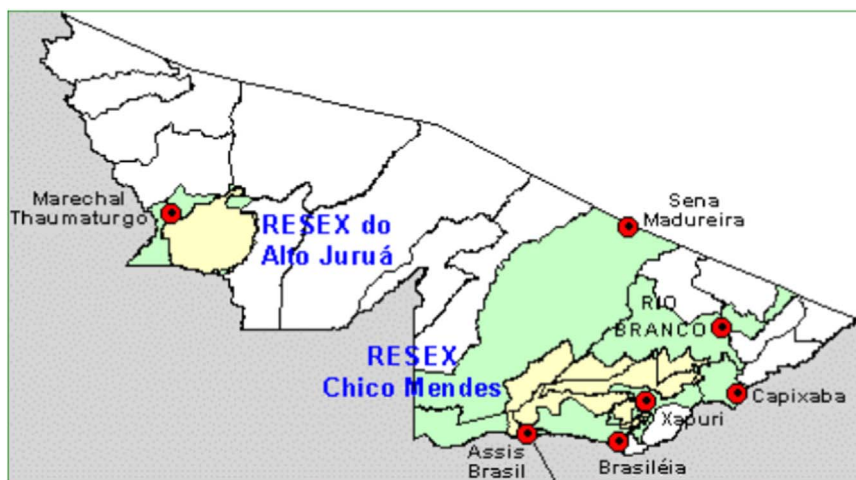 Marechal
Thaumaturgo
RESEX do
Alto Juruá
Sena
Madureira
RIO
BRANCO
RESEX
Chico Mendes
Capixaba
Xapuri
Assis
Brasil
Brasiléia